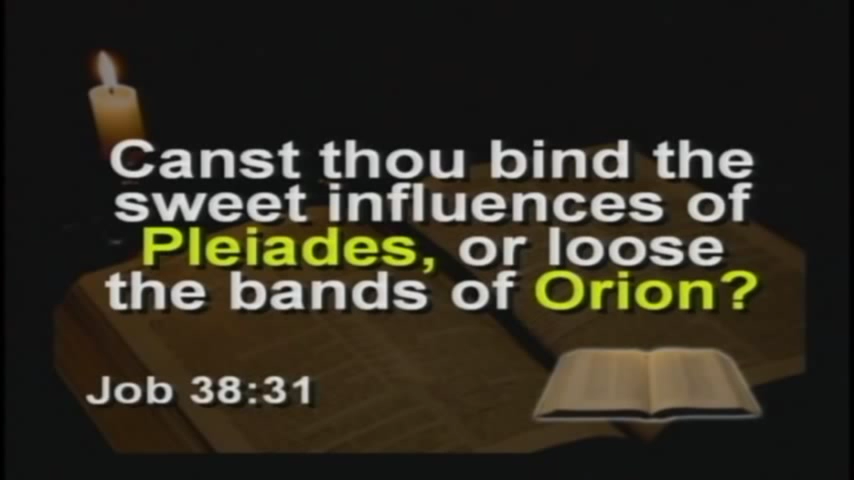 Canst thou bind the
sweet influences of
Pleiades, or loose
the bands of Orion?
Job 38:31